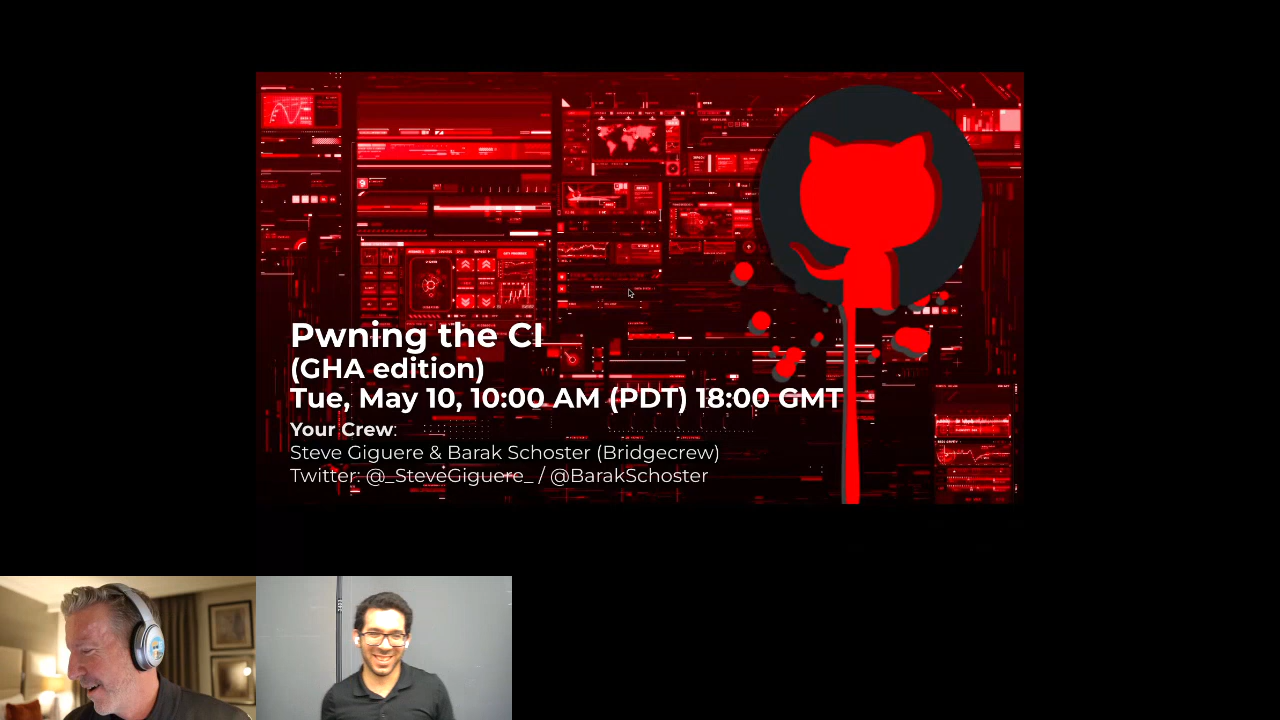 Pwning the CI
(GHA edition)
Tue, May 10, 10:00 AM (PDT) 18:00 GMT
Your Crew:
Steve Giguere & Barak Schoster (Bridgecrew)
Twitter: @_SteveGiguere_ / @BarakSchoster